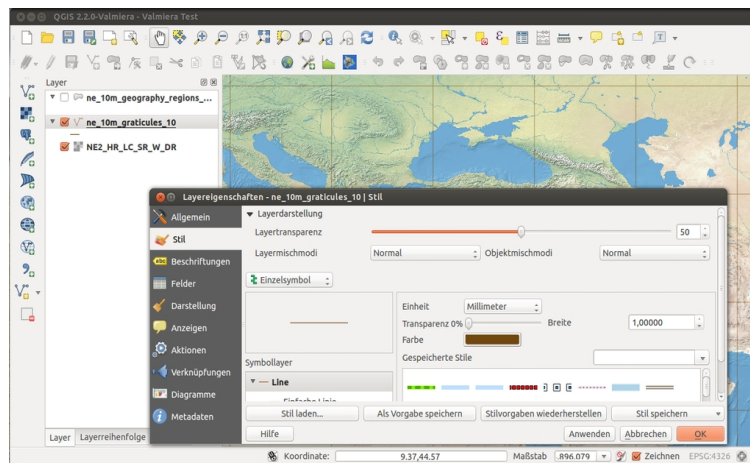 QGIS 2.2.0-Valmiera - Valmiera Test
Layer
ne_10m_geography_regions_...
ne_10m_graticules_10
NE2_HR_LC_SR_W_DR
Layereigenschaften - ne_10m_graticules_10 | Stil
Allgemein
Stil
Beschriftungen
Felder
Darstellung
Anzeigen
Aktionen
Verknüpfungen
Diagramme
Metadaten
Layerdarstellung
Layertransparenz 50
Layermischmodi Normal Objektmischmodi Normal
Einzelsymbol
Einheit Millimeter
Transparenz 0% Breite 1,00000
Farbe
Gespeicherte Stile
Symbollayer
Line
Einfache Linie
Stil laden... Als Vorgabe speichern Stilvorgaben wiederherstellen Stil speichern
Hilfe Anwenden Abbrechen OK
Layer Layerreihenfolge
Koordinate: 9.37,44.57 Maßstab .896.079 Zeichnen EPSG:4326